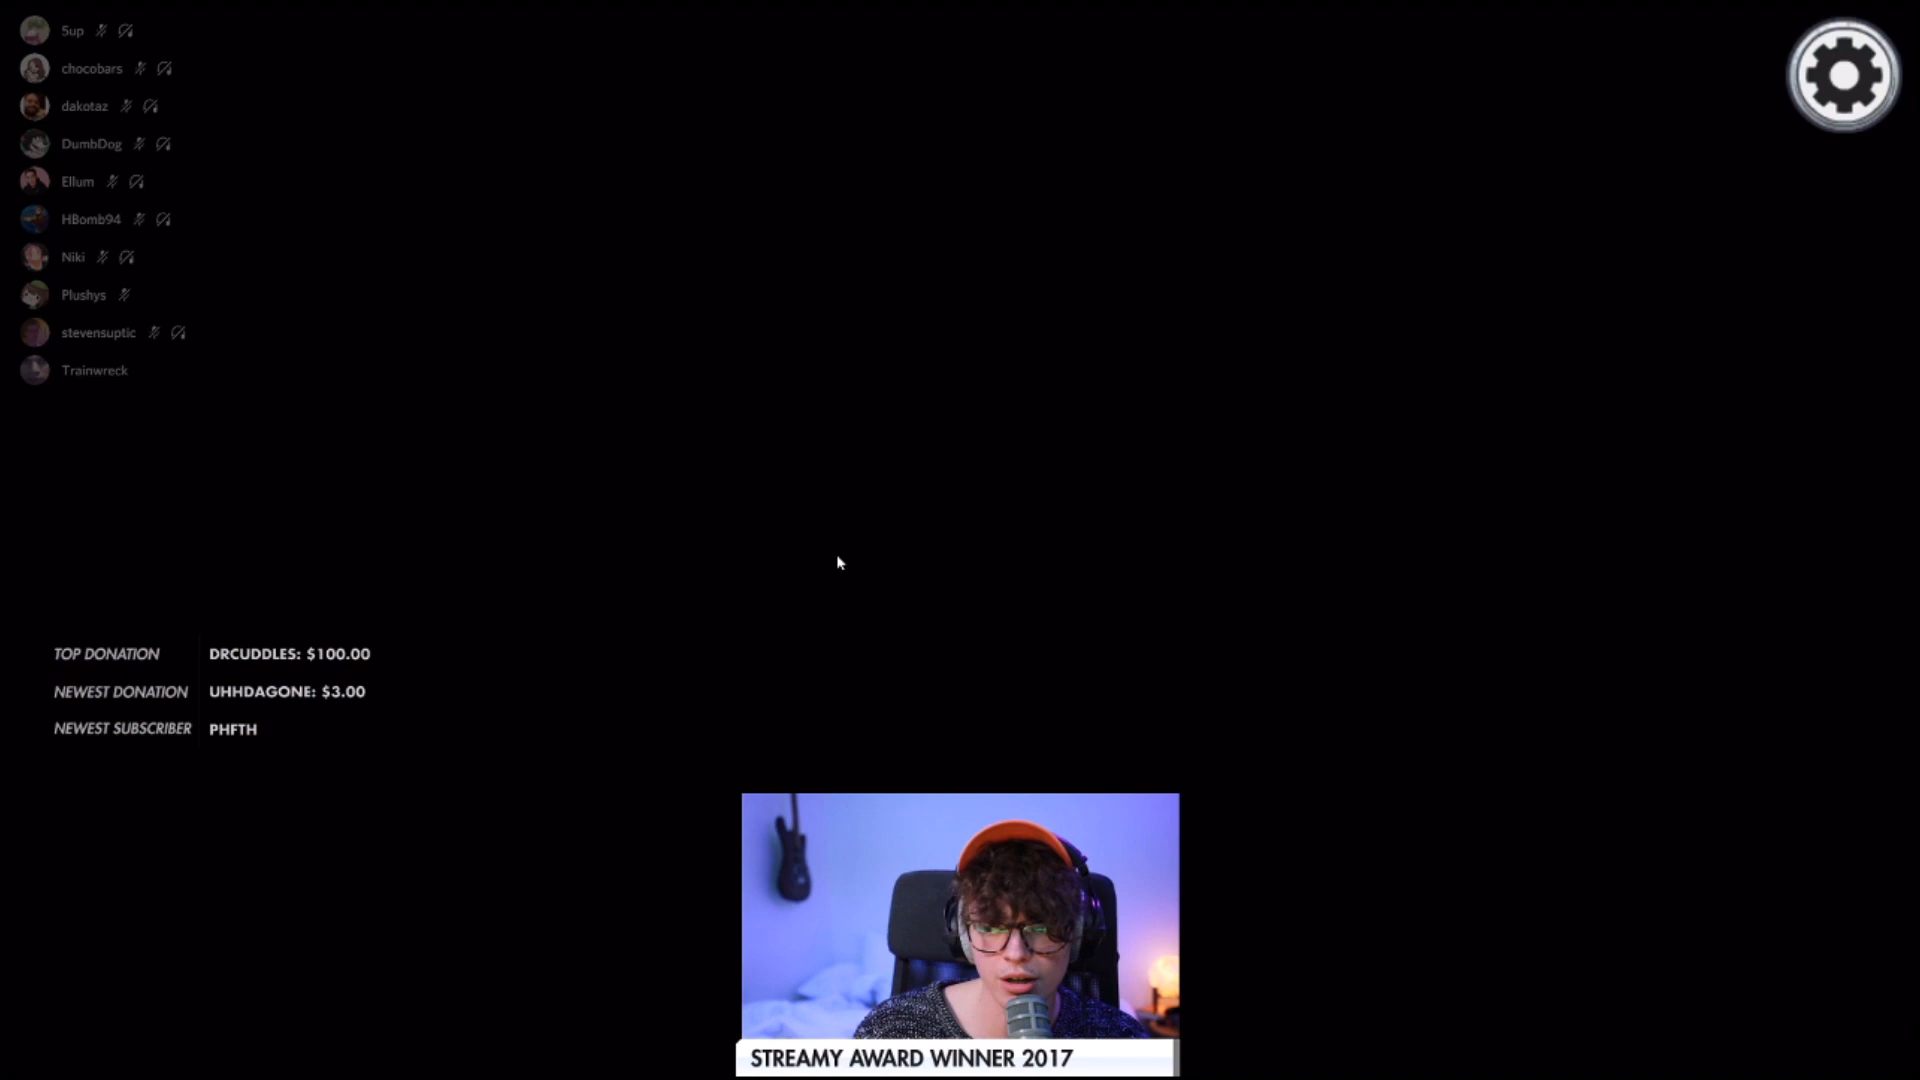 5up
chocobars
dakotaz
DumbDog
Ellum
HBomb94
Niki
Plushys
stevensuptic
Trainwreck
TOP DONATION DRCUDDLES: $100.00
NEWEST DONATION UHHDAGONE: $3.00
NEWEST SUBSCRIBER PHFTH
STREAMY AWARD WINNER 2017